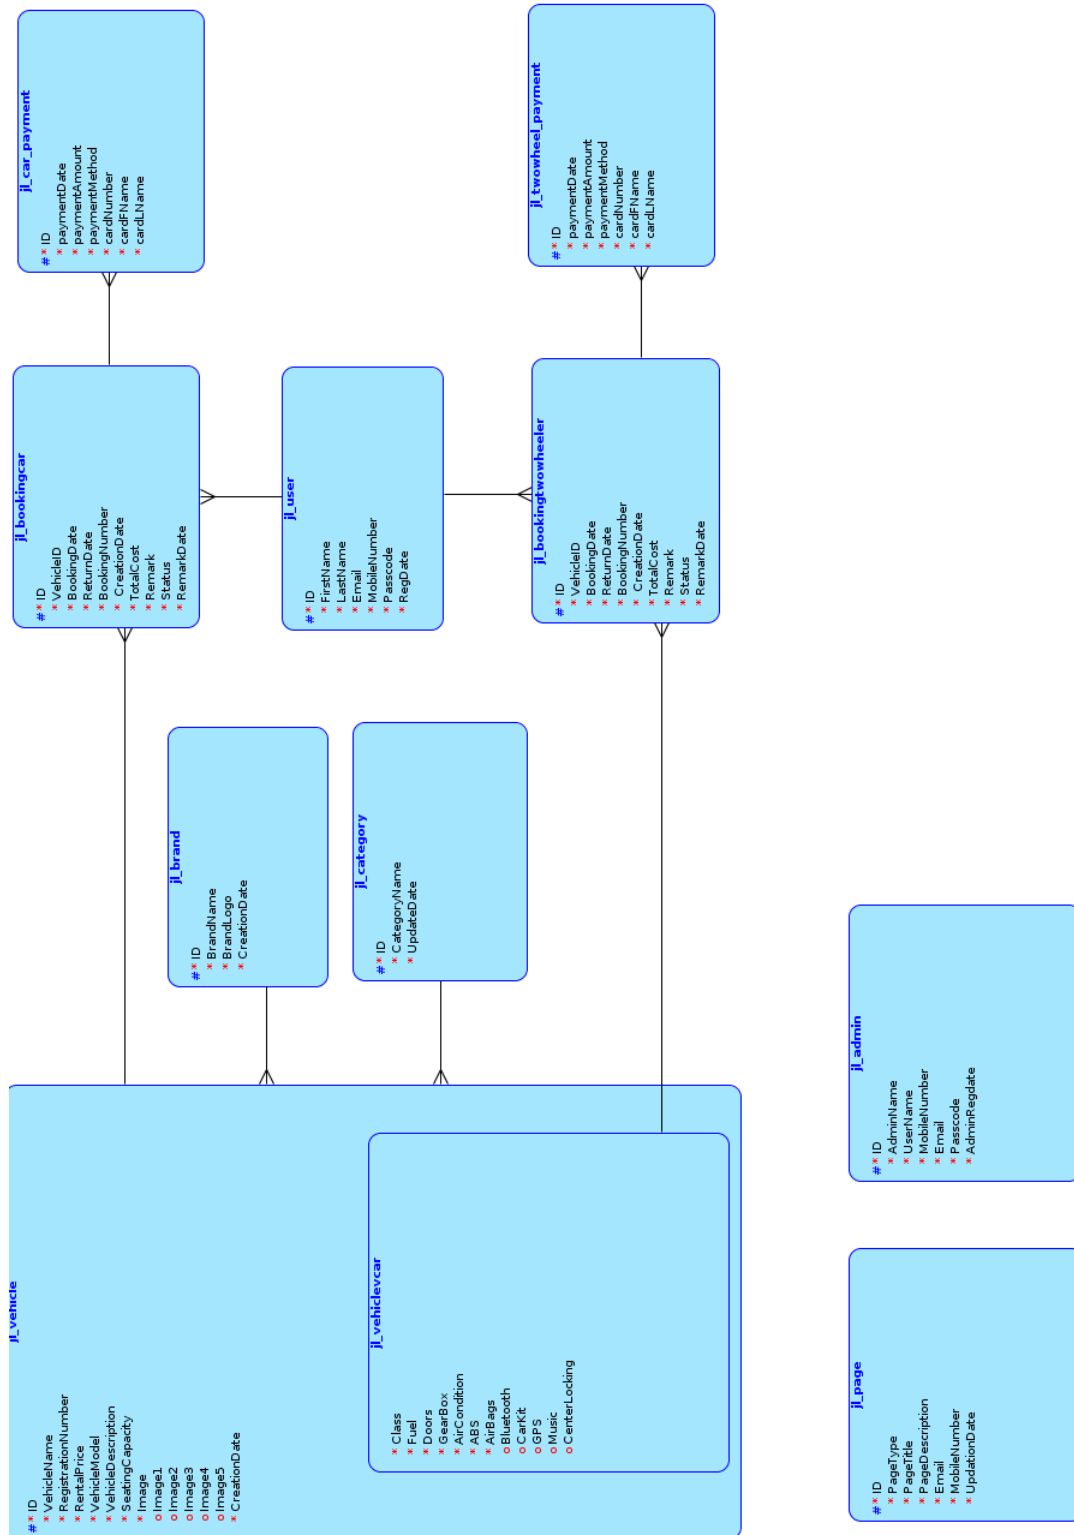 jl_car_payment
#* ID
* paymentDate
* paymentAmount
* paymentMethod
* cardNumber
* cardFName
* cardLName
jl_twowheel_payment
#* ID
* paymentDate
* paymentAmount
* paymentMethod
* cardNumber
* cardFName
* cardLName
jl_bookingcar
#* ID
* VehicleID
* BookingDate
* ReturnDate
* BookingNumber
* CreationDate
* TotalCost
* Remark
* Status
* RemarkDate
jl_user
#* ID
* FirstName
* LastName
* Email
* MobileNumber
* Passcode
* RegDate
jl_bookingtwowheeler
#* ID
* VehicleID
* BookingDate
* ReturnDate
* BookingNumber
* CreationDate
* TotalCost
* Remark
* Status
* RemarkDate
jl_brand
#* ID
* BrandName
* BrandLogo
* CreationDate
jl_category
#* ID
* CategoryName
* UpdateDate
jl_vehicle
#* ID
* VehicleName
* RegistrationNumber
* RentalPrice
* VehicleModel
* VehicleDescription
* SeatingCapacity
* Image
o Image1
o Image2
o Image3
o Image4
o Image5
* CreationDate
jl_vehiclevcar
* Class
* Fuel
* Doors
* GearBox
* AirCondition
* ABS
* AirBags
o Bluetooth
o CarKit
o GPS
o Music
o CenterLocking
jl_admin
#* ID
* AdminName
* UserName
* MobileNumber
* Email
* Passcode
* AdminRegdate
jl_page
#* ID
* PageType
* PageTitle
* PageDescription
* Email
* MobileNumber
* UpdationDate